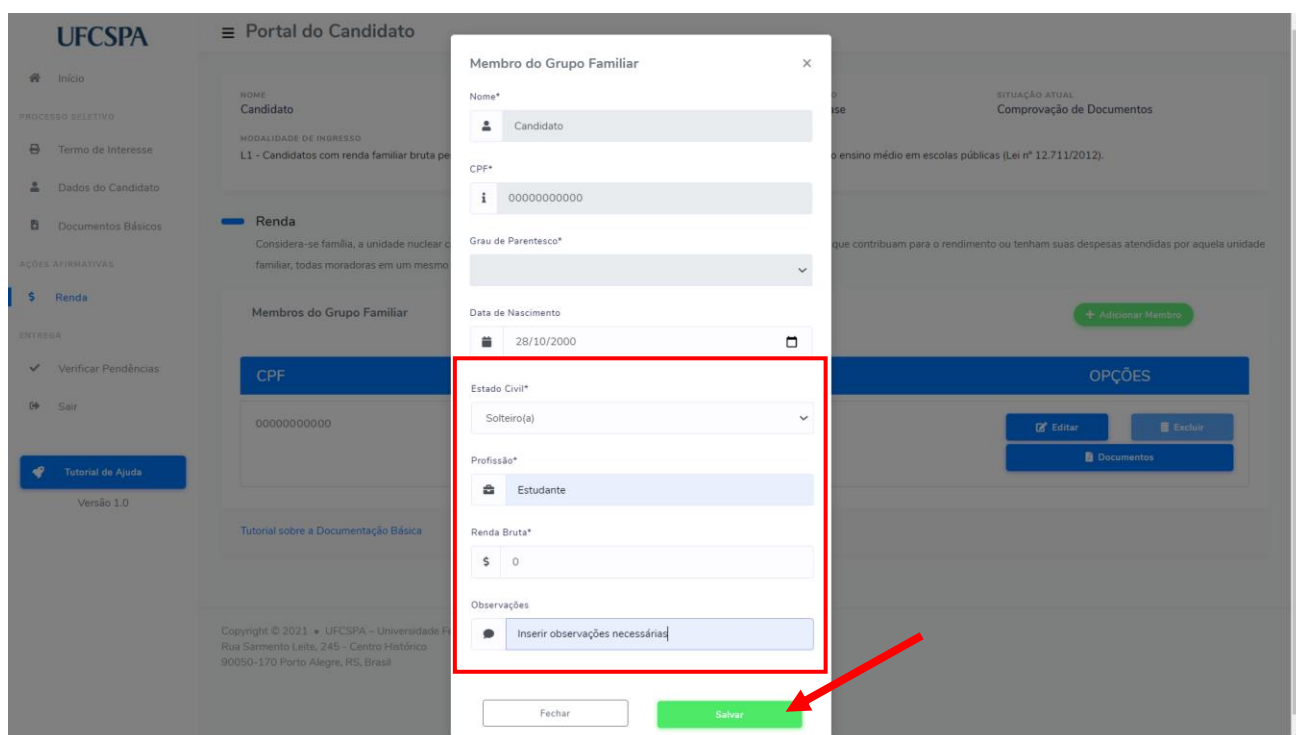 UFCSPA
Portal do Candidato
Início
PROCESSO SELETIVO
Termo de Interesse
Dados do Candidato
Documentos Básicos
AÇÕES AFIRMATIVAS
$ Renda
ENTREGA
Verificar Pendências
Sair
Tutorial de Ajuda
Versão 1.0
NOME
Candidato
MODALIDADE DE INGRESSO
L1 - Candidatos com renda familiar bruta pe
o ensino médio em escolas públicas (Lei nº 12.711/2012).
SITUAÇÃO ATUAL
Comprovação de Documentos
Renda
Considera-se família, a unidade nuclear c
que contribuam para o rendimento ou tenham suas despesas atendidas por aquela unidade
familiar, todas moradoras em um mesmo
Membros do Grupo Familiar
+ Adicionar Membro
CPF
OPÇÕES
00000000000
Editar
Excluir
Documentos
Tutorial sobre a Documentação Básica
Copyright © 2021 • UFCSPA – Universidade Fe
Rua Sarmento Leite, 245 - Centro Histórico
90050-170 Porto Alegre, RS, Brasil
Membro do Grupo Familiar ×
Nome*
Candidato
CPF*
i 00000000000
Grau de Parentesco*
Data de Nascimento
28/10/2000
Estado Civil*
Solteiro(a)
Profissão*
Estudante
Renda Bruta*
$ 0
Observações
Inserir observações necessárias
Fechar
Salvar